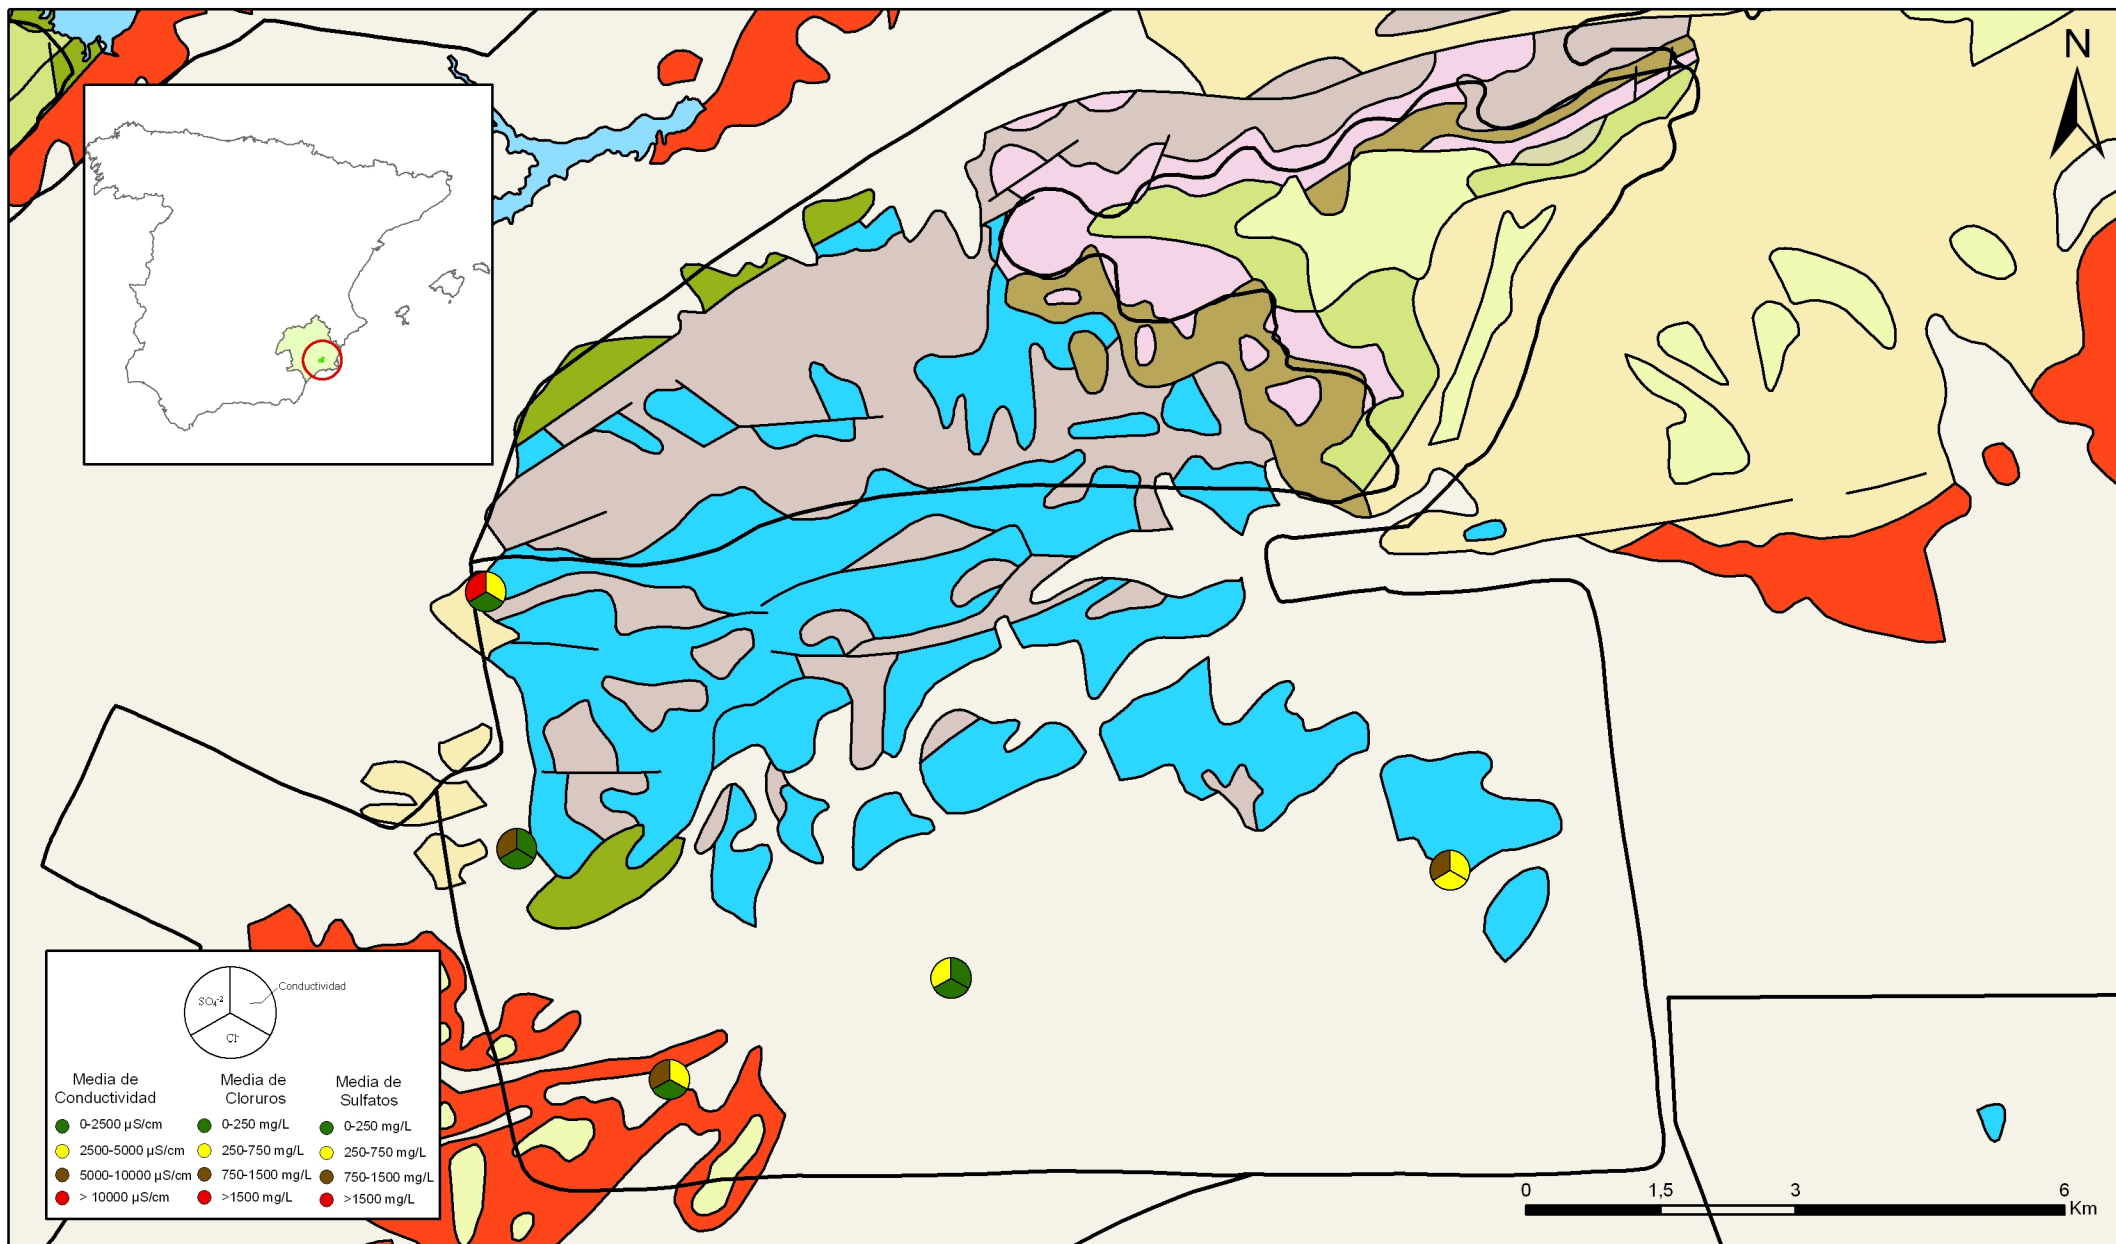 N
SO₄⁻²
Conductividad
Cl⁻
Media de
Conductividad
0-2500 µS/cm
2500-5000 µS/cm
5000-10000 µS/cm
> 10000 µS/cm
Media de
Cloruros
0-250 mg/L
250-750 mg/L
750-1500 mg/L
>1500 mg/L
Media de
Sulfatos
0-250 mg/L
250-750 mg/L
750-1500 mg/L
>1500 mg/L
0 1,5 3 6
Km